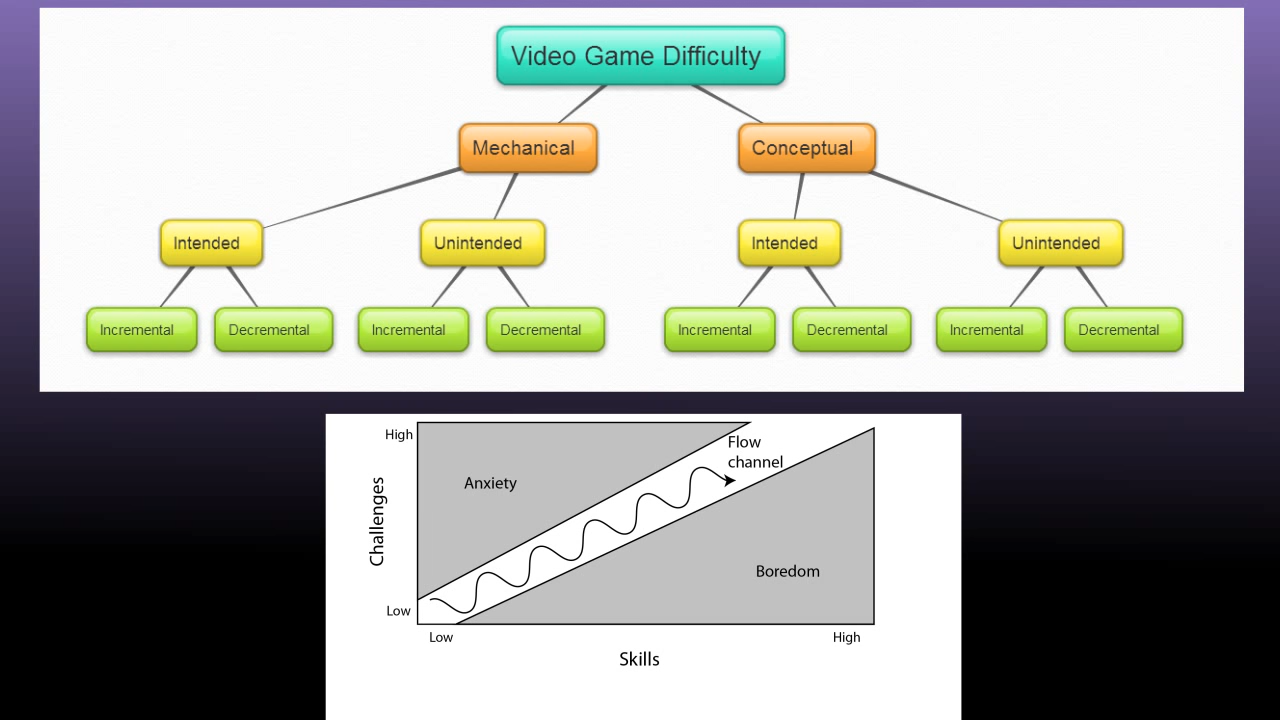 Video Game Difficulty
Mechanical
Conceptual
Intended
Unintended
Intended
Unintended
Incremental
Decremental
Incremental
Decremental
Incremental
Decremental
Incremental
Decremental
High
Flow
channel
Anxiety
Challenges
Boredom
Low
Low
High
Skills